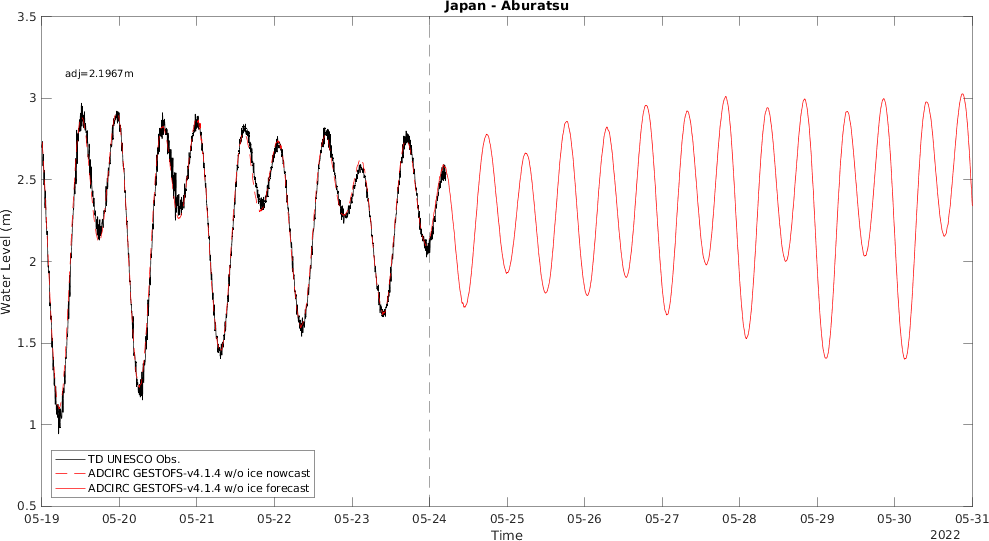 Japan - Aburatsu
3.5
adj=2.1967m
3
2.5
2
1.5
1
0.5
Water Level (m)
TD UNESCO Obs.
ADCIRC GESTOFS-v4.1.4 w/o ice nowcast
ADCIRC GESTOFS-v4.1.4 w/o ice forecast
05-19 05-20 05-21 05-22 05-23 05-24 05-25 05-26 05-27 05-28 05-29 05-30 05-31
Time
2022